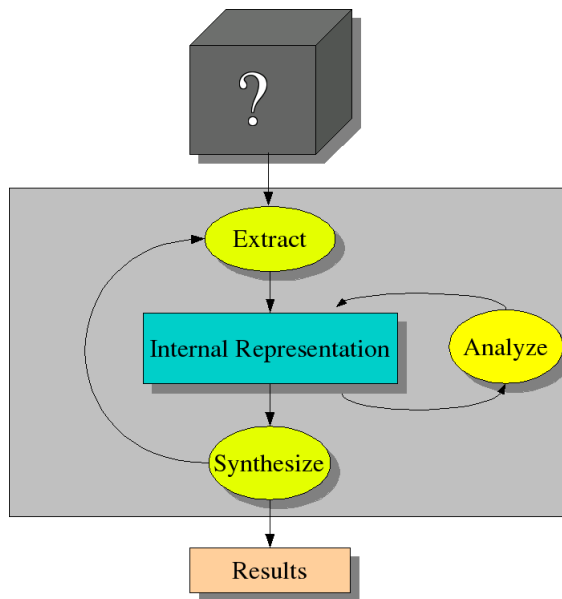 ?
Extract
Internal Representation
Analyze
Synthesize
Results